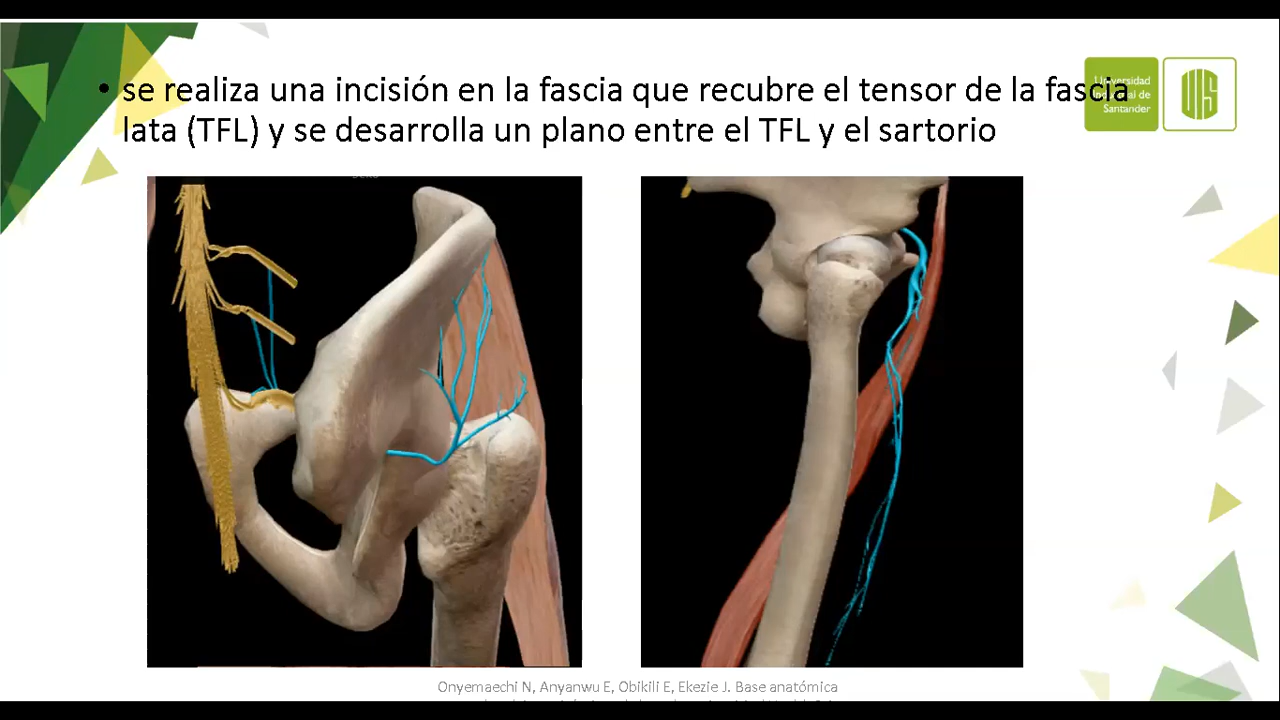 • se realiza una incisión en la fascia que recubre el tensor de la fascia
lata (TFL) y se desarrolla un plano entre el TFL y el sartorio
Universidad
Industrial de
Santander
UIS
Onyemaechi N, Anyanwu E, Obikili E, Ekezie J. Base anatómica